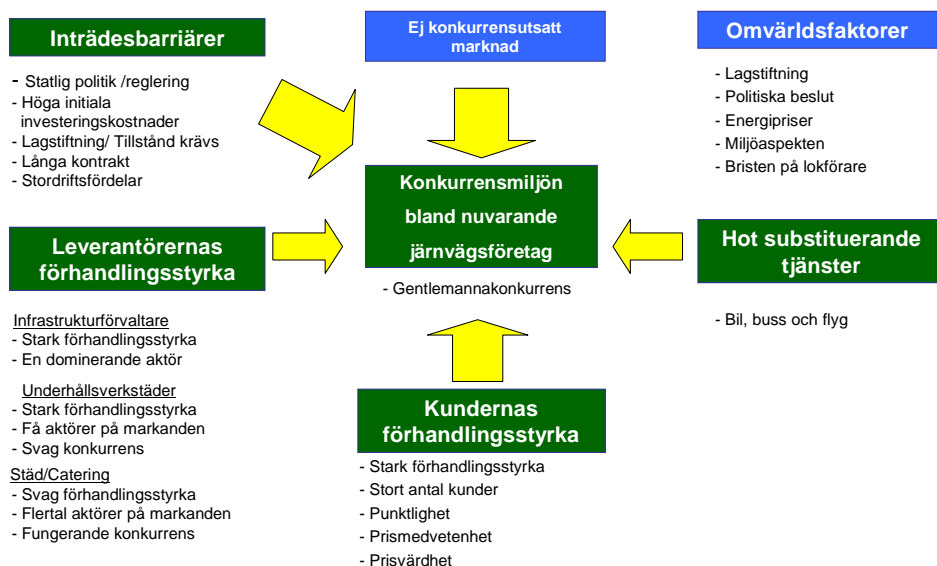 Inträdesbarriärer
- Statlig politik /reglering
- Höga initiala
investeringskostnader
- Lagstiftning/ Tillstånd krävs
- Långa kontrakt
- Stordriftsfördelar
Ej konkurrensutsatt
marknad
Omvärldsfaktorer
- Lagstiftning
- Politiska beslut
- Energipriser
- Miljöaspekten
- Bristen på lokförare
Konkurrensmiljön
bland nuvarande
järnvägsföretag
- Gentlemannakonkurrens
Leverantörernas
förhandlingsstyrka
Infrastrukturförvaltare
- Stark förhandlingsstyrka
- En dominerande aktör
Underhållsverkstäder
- Stark förhandlingsstyrka
- Få aktörer på markanden
- Svag konkurrens
Städ/Catering
- Svag förhandlingsstyrka
- Flertal aktörer på markanden
- Fungerande konkurrens
Hot substituerande
tjänster
- Bil, buss och flyg
Kundernas
förhandlingsstyrka
- Stark förhandlingsstyrka
- Stort antal kunder
- Punktlighet
- Prismedvetenhet
- Prisvärdhet